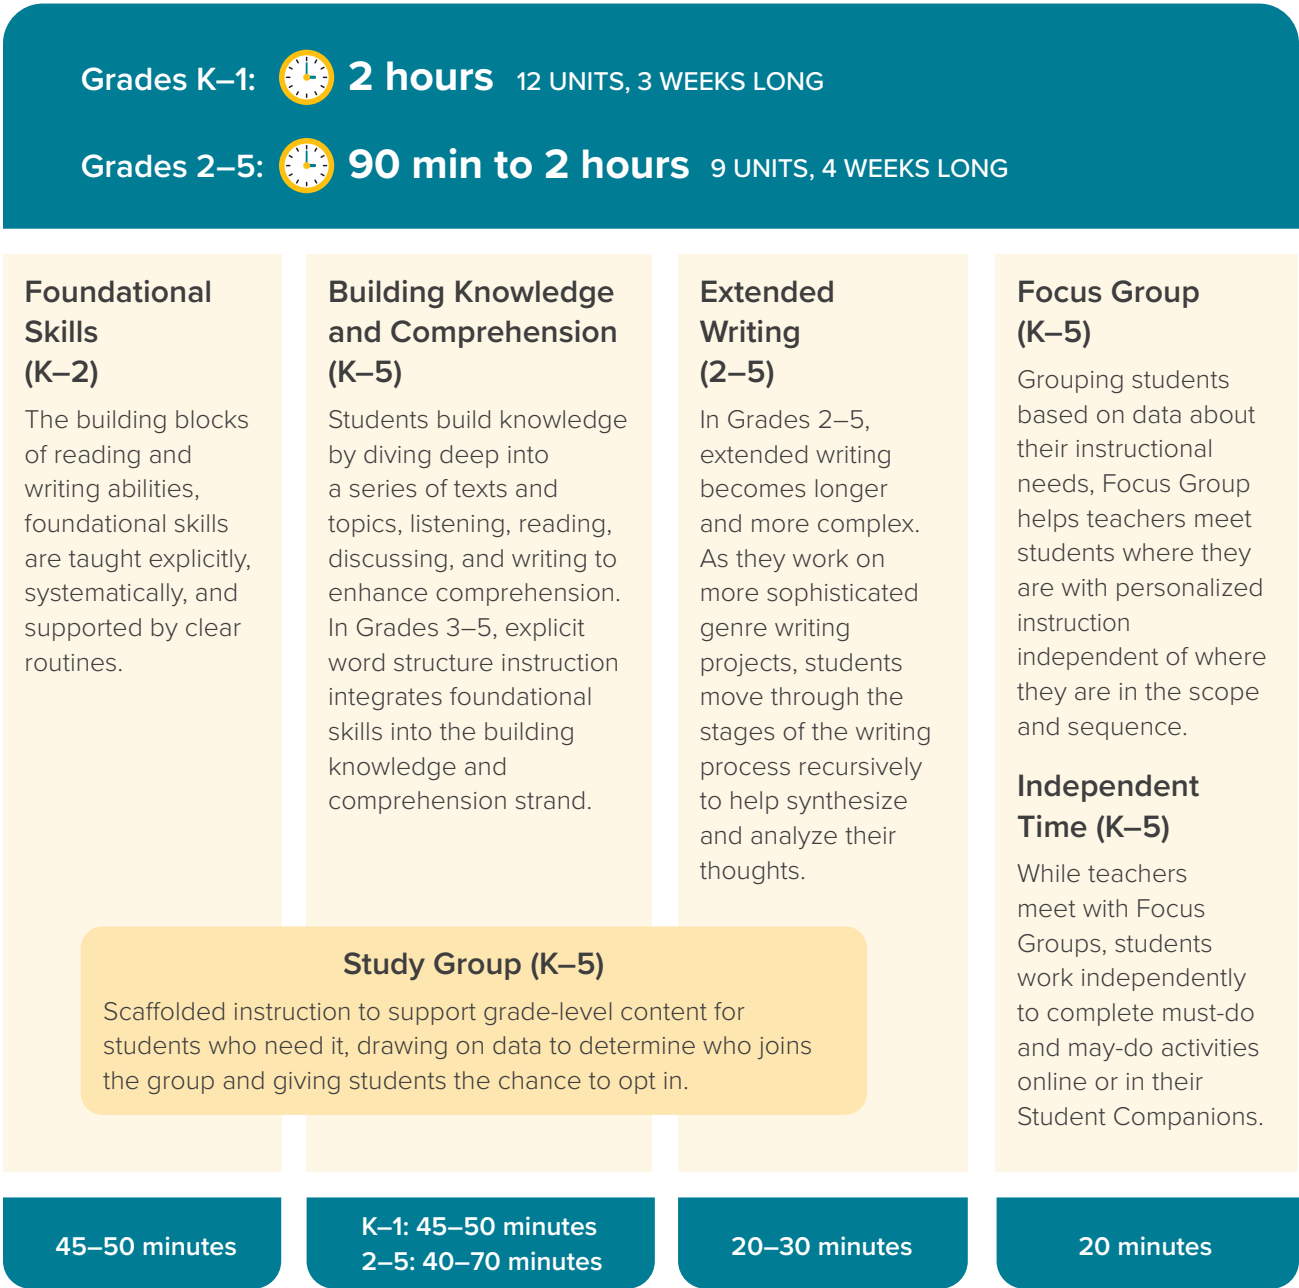 Grades K–1: 2 hours 12 UNITS, 3 WEEKS LONG
Grades 2–5: 90 min to 2 hours 9 UNITS, 4 WEEKS LONG
Foundational
Skills
(K–2)
The building blocks
of reading and
writing abilities,
foundational skills
are taught explicitly,
systematically, and
supported by clear
routines.
Building Knowledge
and Comprehension
(K–5)
Students build knowledge
by diving deep into
a series of texts and
topics, listening, reading,
discussing, and writing to
enhance comprehension.
In Grades 3–5, explicit
word structure instruction
integrates foundational
skills into the building
knowledge and
comprehension strand.
Extended
Writing
(2–5)
In Grades 2–5,
extended writing
becomes longer
and more complex.
As they work on
more sophisticated
genre writing
projects, students
move through the
stages of the writing
process recursively
to help synthesize
and analyze their
thoughts.
Focus Group
(K–5)
Grouping students
based on data about
their instructional
needs, Focus Group
helps teachers meet
students where they
are with personalized
instruction
independent of where
they are in the scope
and sequence.
Independent
Time (K–5)
While teachers
meet with Focus
Groups, students
work independently
to complete must-do
and may-do activities
online or in their
Student Companions.
Study Group (K–5)
Scaffolded instruction to support grade-level content for
students who need it, drawing on data to determine who joins
the group and giving students the chance to opt in.
45–50 minutes
K–1: 45–50 minutes
2–5: 40–70 minutes
20–30 minutes
20 minutes